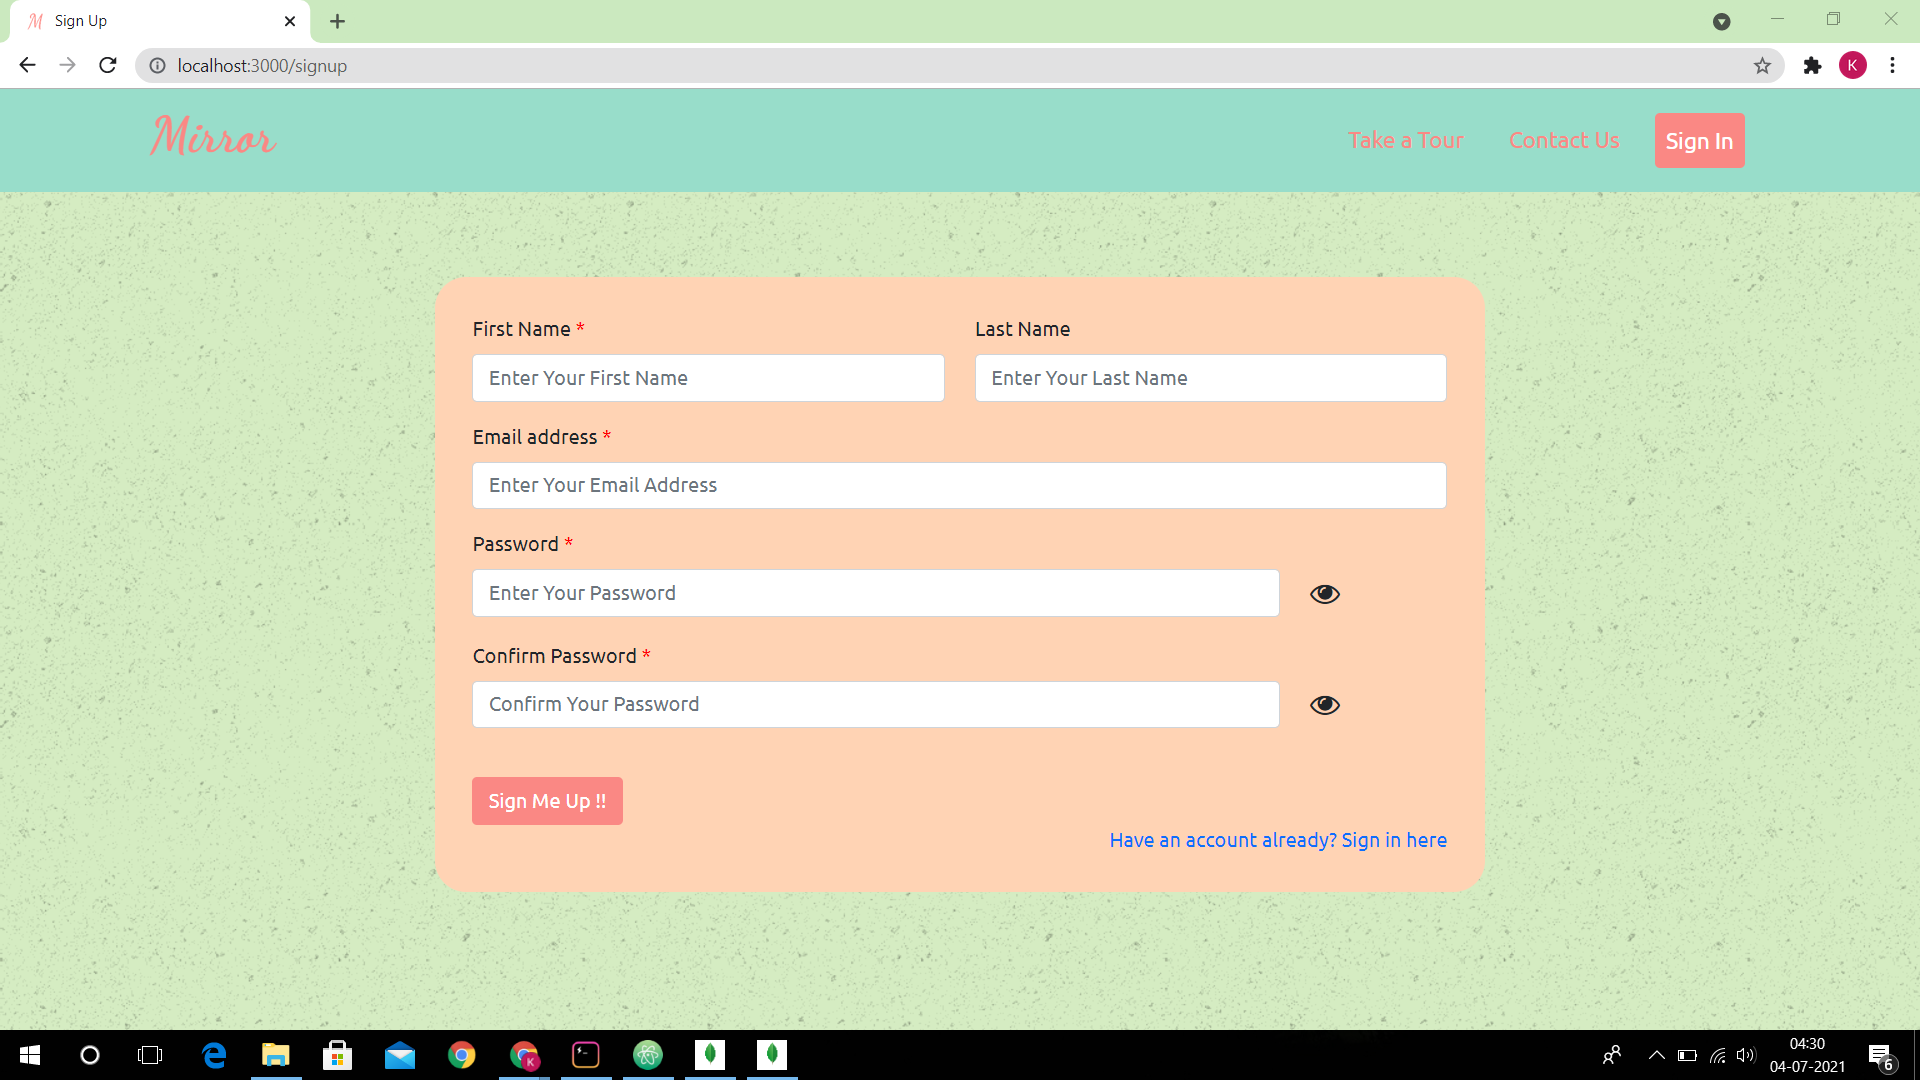 Sign Up
localhost:3000/signup
K
Mirror
Take a Tour
Contact Us
Sign In
First Name *
Last Name
Enter Your First Name
Enter Your Last Name
Email address *
Enter Your Email Address
Password *
Enter Your Password
Confirm Password *
Confirm Your Password
Sign Me Up !!
Have an account already? Sign in here
K
04:30
04-07-2021
6